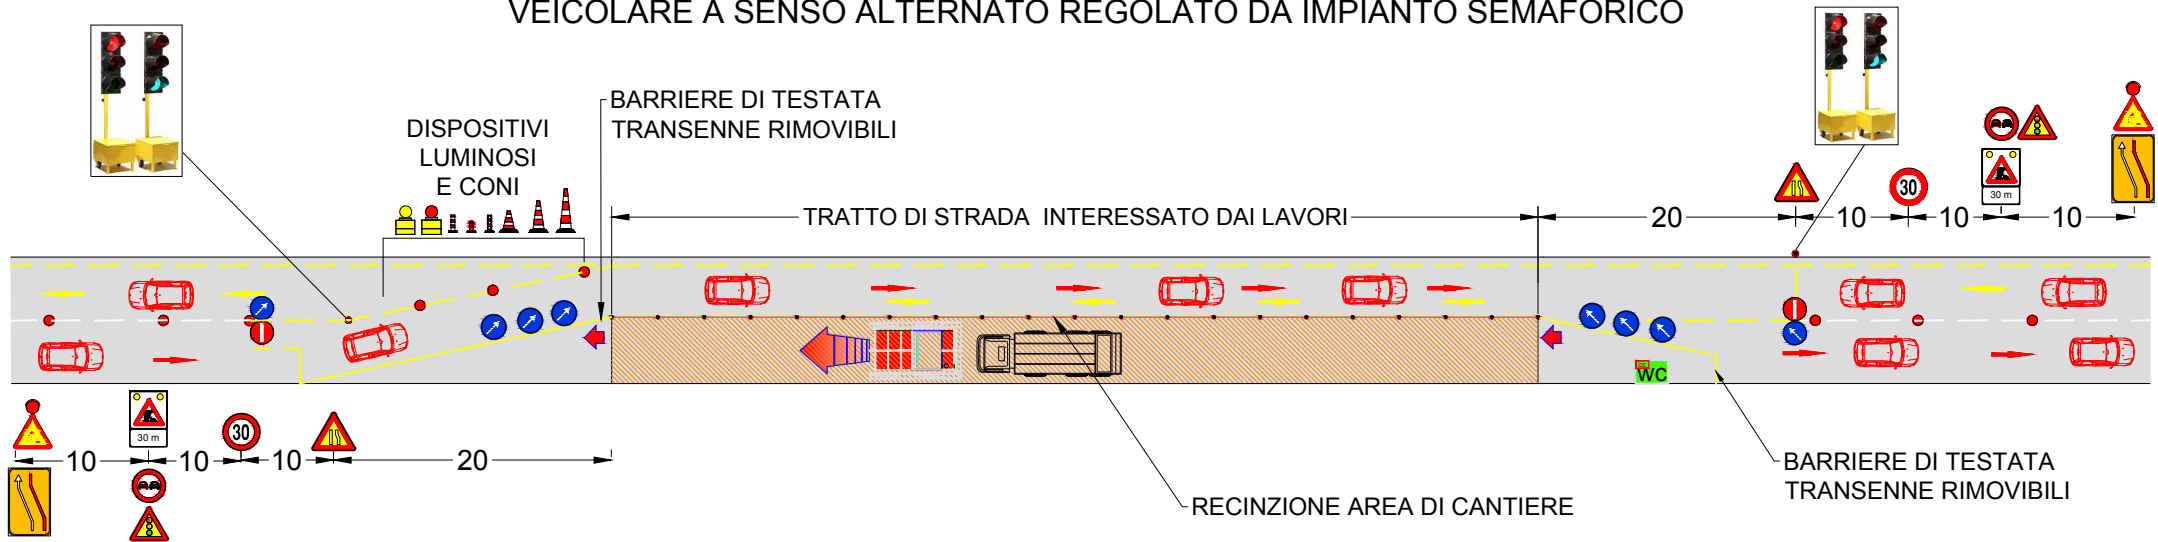 VEICOLARE A SENSO ALTERNATO REGOLATO DA IMPIANTO SEMAFORICO
BARRIERE DI TESTATA
TRANSENNE RIMOVIBILI
DISPOSITIVI
LUMINOSI
E CONI
TRATTO DI STRADA INTERESSATO DAI LAVORI
20
10
10
10
30
30 m
WC
30 m
30
10
10
10
20
BARRIERE DI TESTATA
TRANSENNE RIMOVIBILI
RECINZIONE AREA DI CANTIERE